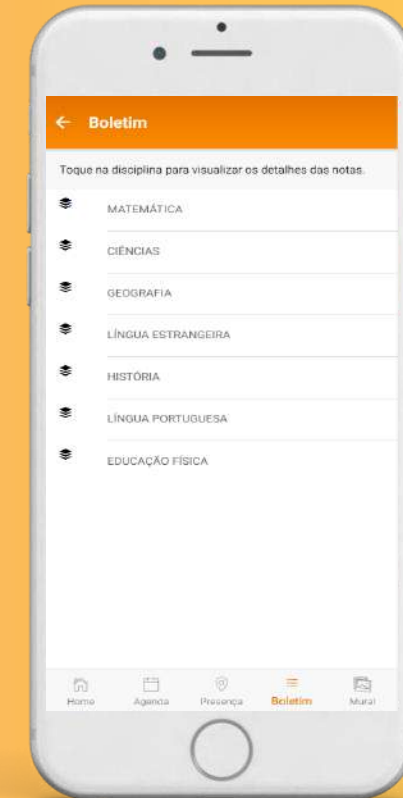 Boletim
Toque na disciplina para visualizar os detalhes das notas.
MATEMÁTICA
CIÊNCIAS
GEOGRAFIA
LÍNGUA ESTRANGEIRA
HISTÓRIA
LÍNGUA PORTUGUESA
EDUCAÇÃO FÍSICA
Home Agenda Presença Boletim Mural